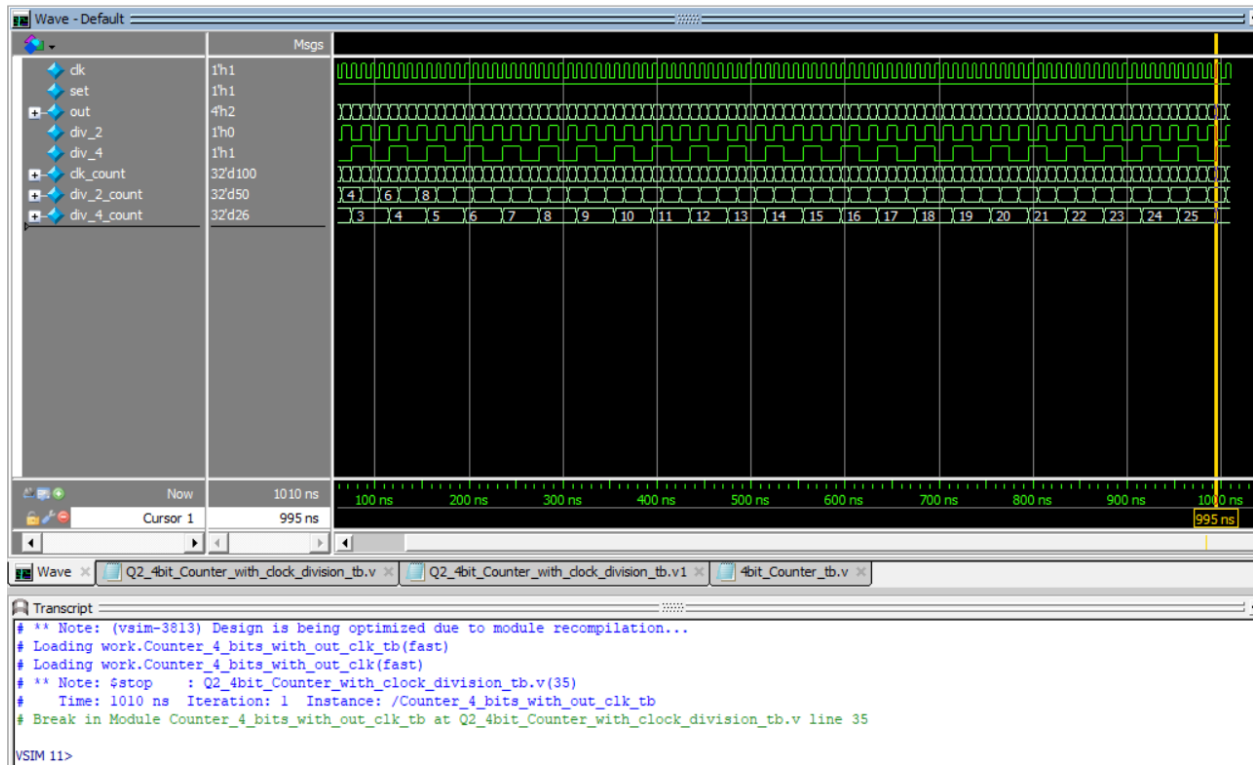 Wave - Default
Msgs
clk 1'h1
set 1'h1
out 4'h2
div_2 1'h0
div_4 1'h1
clk_count 32'd100
div_2_count 32'd50 4 6 8
div_4_count 32'd26 3 4 5 6 7 8 9 10 11 12 13 14 15 16 17 18 19 20 21 22 23 24 25
Now 1010 ns 100 ns 200 ns 300 ns 400 ns 500 ns 600 ns 700 ns 800 ns 900 ns 1000 ns
Cursor 1 995 ns 995 ns
Wave Q2_4bit_Counter_with_clock_division_tb.v Q2_4bit_Counter_with_clock_division_tb.v1 4bit_Counter_tb.v
Transcript
# ** Note: (vsim-3813) Design is being optimized due to module recompilation...
# Loading work.Counter_4_bits_with_out_clk_tb(fast)
# Loading work.Counter_4_bits_with_out_clk(fast)
# ** Note: $stop    : Q2_4bit_Counter_with_clock_division_tb.v(35)
#    Time: 1010 ns  Iteration: 1  Instance: /Counter_4_bits_with_out_clk_tb
# Break in Module Counter_4_bits_with_out_clk_tb at Q2_4bit_Counter_with_clock_division_tb.v line 35
VSIM 11>